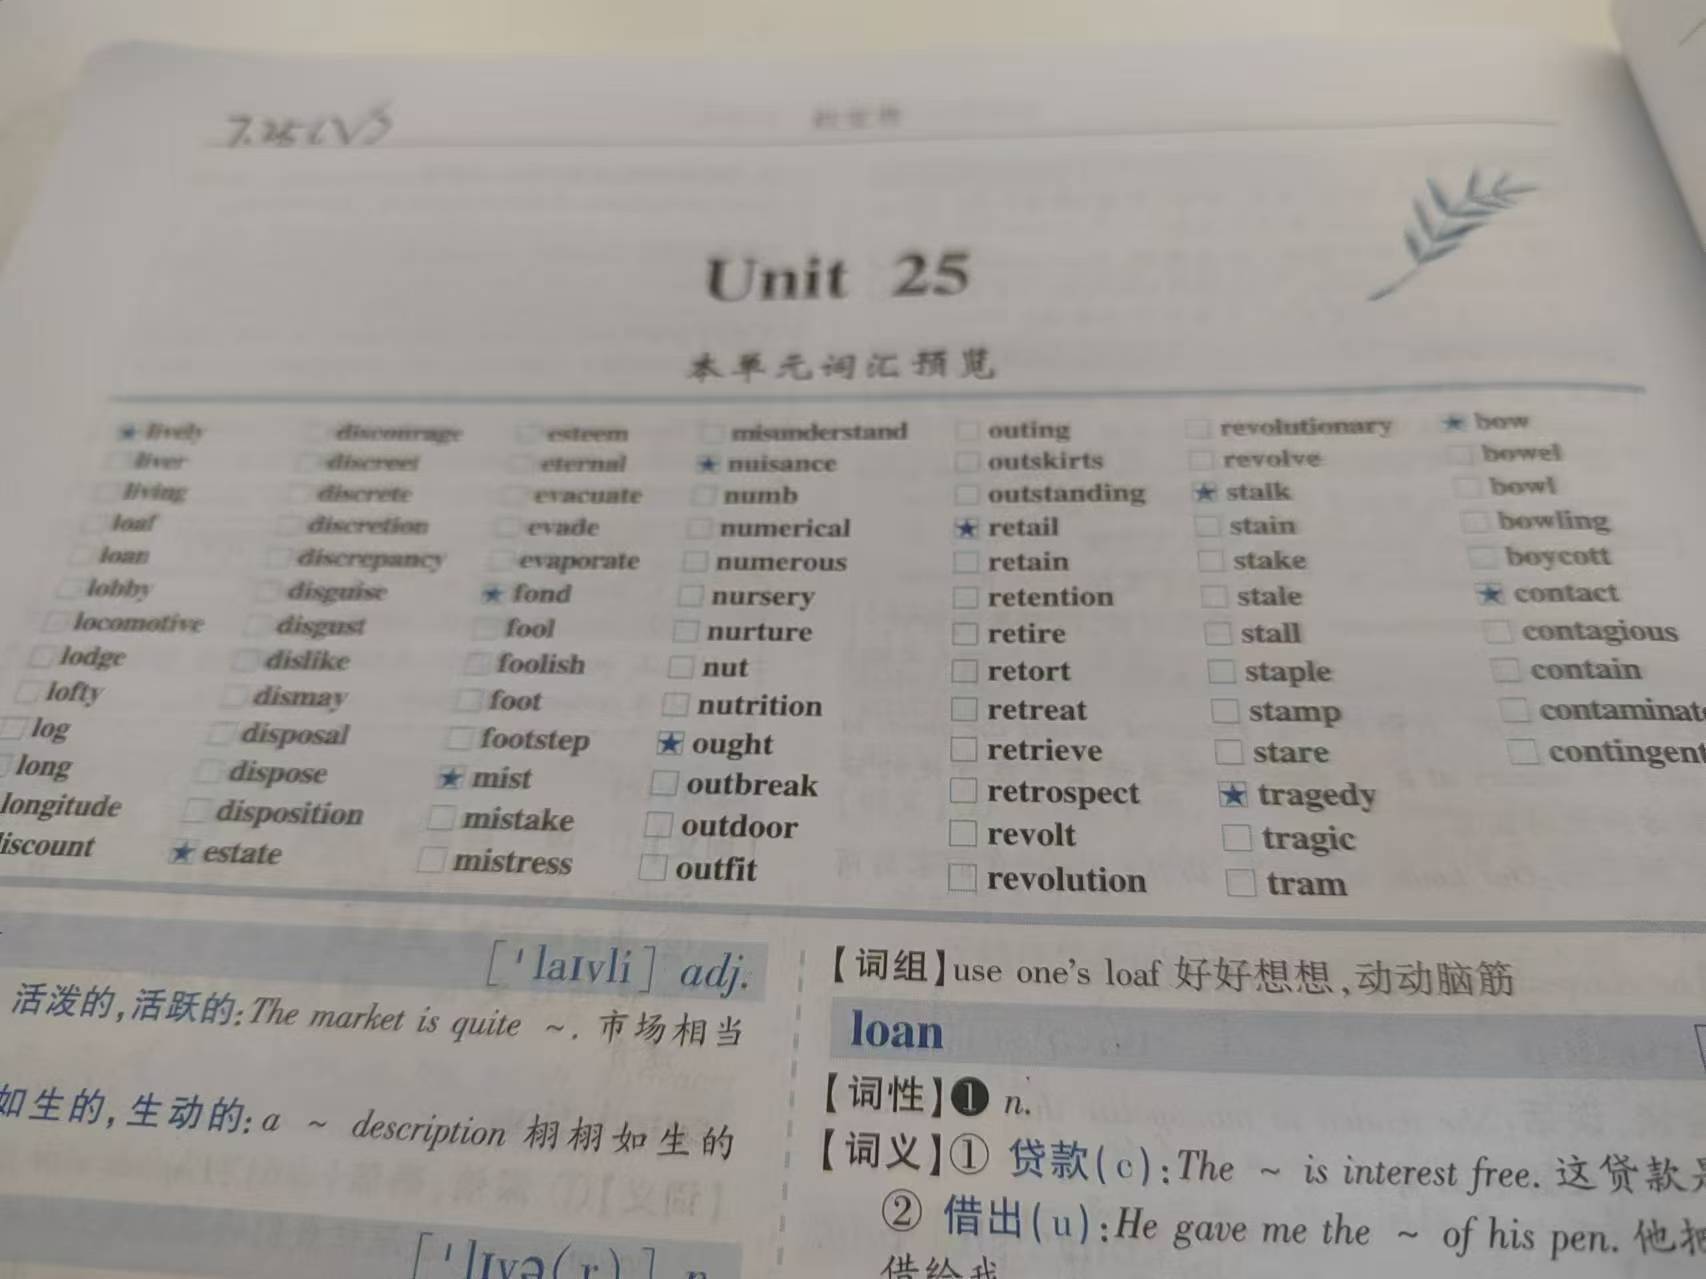 7.25
Unit 25
本单元词汇预览
★ lively discourage esteem misunderstand outing revolutionary ★ bow
liver discreet eternal ★ nuisance outskirts revolve bowel
living discrete evacuate numb outstanding ★ stalk bowl
loaf discretion evade numerical ★ retail stain bowling
loan discrepancy evaporate numerous retain stake boycott
lobby disguise ★ fond nursery retention stale ★ contact
locomotive disgust fool nurture retire stall contagious
lodge dislike foolish nut retort staple contain
lofty dismay foot nutrition retreat stamp contaminat
log disposal footstep ★ ought retrieve stare contingent
long dispose ★ mist outbreak retrospect ★ tragedy
longitude disposition mistake outdoor revolt tragic
iscount ★ estate mistress outfit revolution tram
['laɪvli] adj.
活泼的,活跃的:The market is quite ~. 市场相当
如生的,生动的:a ~ description 栩栩如生的
['lɪvə(r)] n
【词组】use one's loaf 好好想想,动动脑筋
loan
【词性】❶ n.
【词义】① 贷款(c):The ~ is interest free. 这贷款
② 借出(u):He gave me the ~ of his pen. 他把
借给我